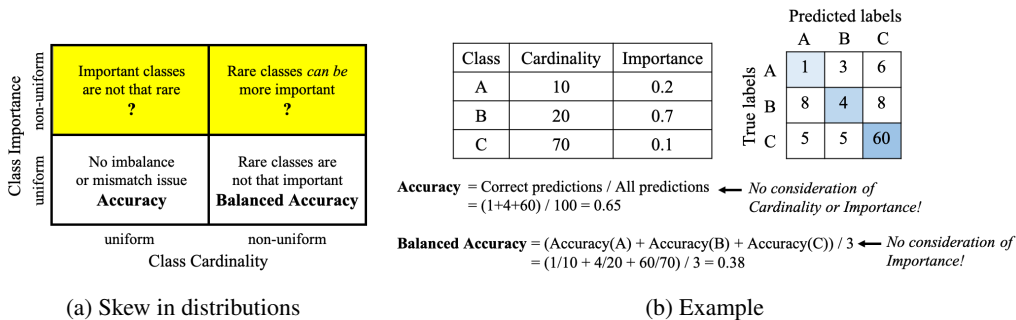 Class Importance
non-uniform
uniform
Important classes
are not that rare
?
Rare classes can be
more important
?
No imbalance
or mismatch issue
Accuracy
Rare classes are
not that important
Balanced Accuracy
uniform
non-uniform
Class Cardinality
(a) Skew in distributions
Class Cardinality Importance
A 10 0.2
B 20 0.7
C 70 0.1
Predicted labels
A B C
True labels
A 1 3 6
B 8 4 8
C 5 5 60
Accuracy = Correct predictions / All predictions
= (1+4+60) / 100 = 0.65
No consideration of
Cardinality or Importance!
Balanced Accuracy = (Accuracy(A) + Accuracy(B) + Accuracy(C)) / 3
= (1/10 + 4/20 + 60/70) / 3 = 0.38
No consideration of
Importance!
(b) Example